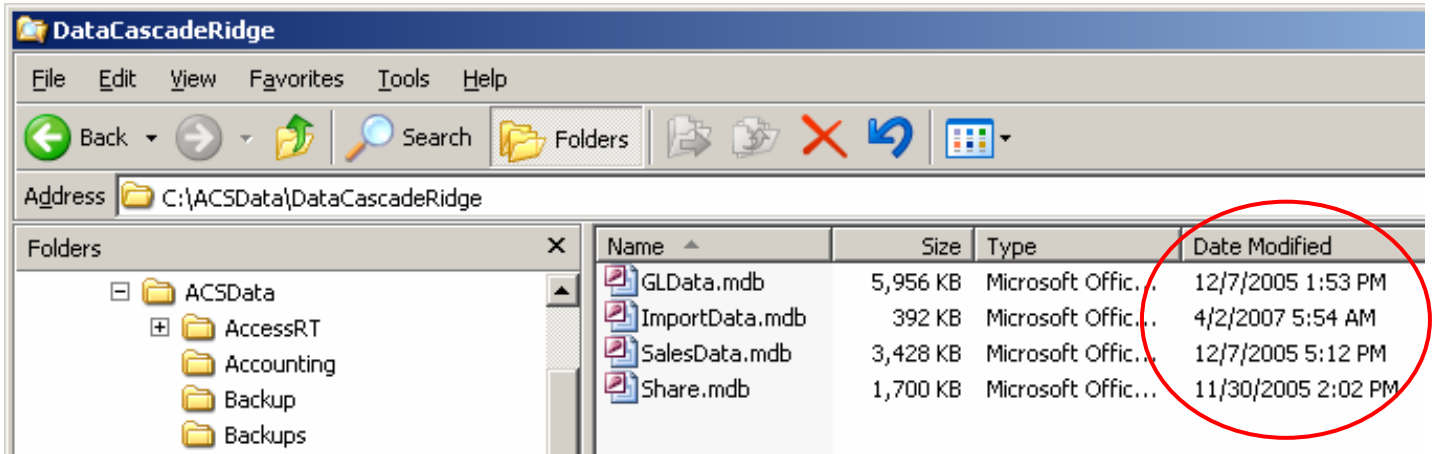 DataCascadeRidge
File Edit View Favorites Tools Help
Back Search Folders
Address C:\ACSData\DataCascadeRidge
Folders x Name Size Type Date Modified
ACSData
AccessRT
Accounting
Backup
Backups
GLData.mdb 5,956 KB Microsoft Offic... 12/7/2005 1:53 PM
ImportData.mdb 392 KB Microsoft Offic... 4/2/2007 5:54 AM
SalesData.mdb 3,428 KB Microsoft Offic... 12/7/2005 5:12 PM
Share.mdb 1,700 KB Microsoft Offic... 11/30/2005 2:02 PM